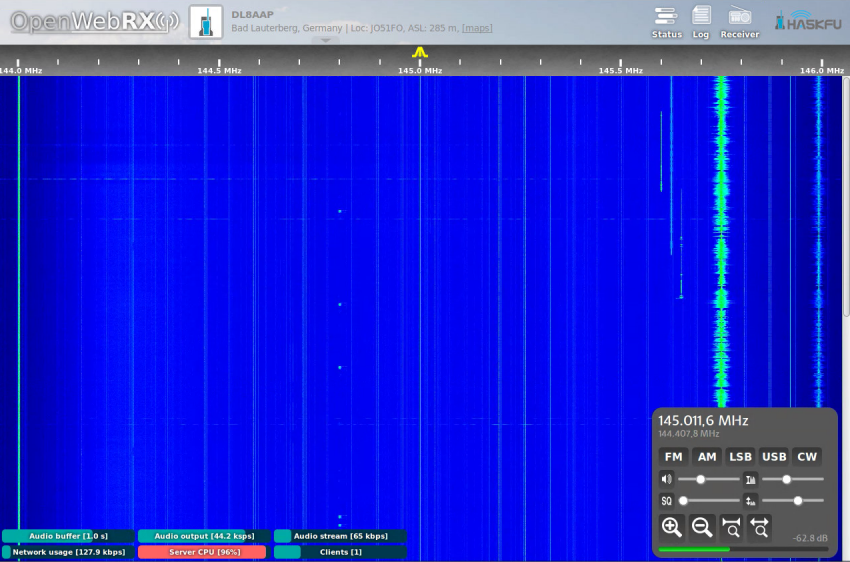 OpenWebRX
DL8AAP
Bad Lauterberg, Germany | Loc: JO51FO, ASL: 285 m, [maps]
Status
Log
Receiver
HASKFU
144.0 MHz
144.5 MHz
145.0 MHz
145.5 MHz
146.0 MHz
145.011,6 MHz
144.407,8 MHz
FM
AM
LSB
USB
CW
SQ
-62.8 dB
Audio buffer [1.0 s]
Audio output [44.2 ksps]
Audio stream [65 kbps]
Network usage [127.9 kbps]
Server CPU [96%]
Clients [1]